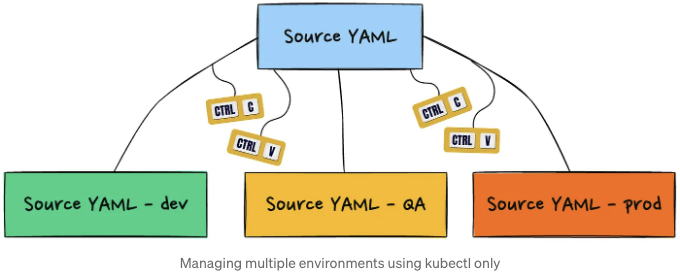 Source YAML
CTRL C
CTRL V
CTRL C
CTRL V
Source YAML - dev
Source YAML - QA
Source YAML - prod
Managing multiple environments using kubectl only